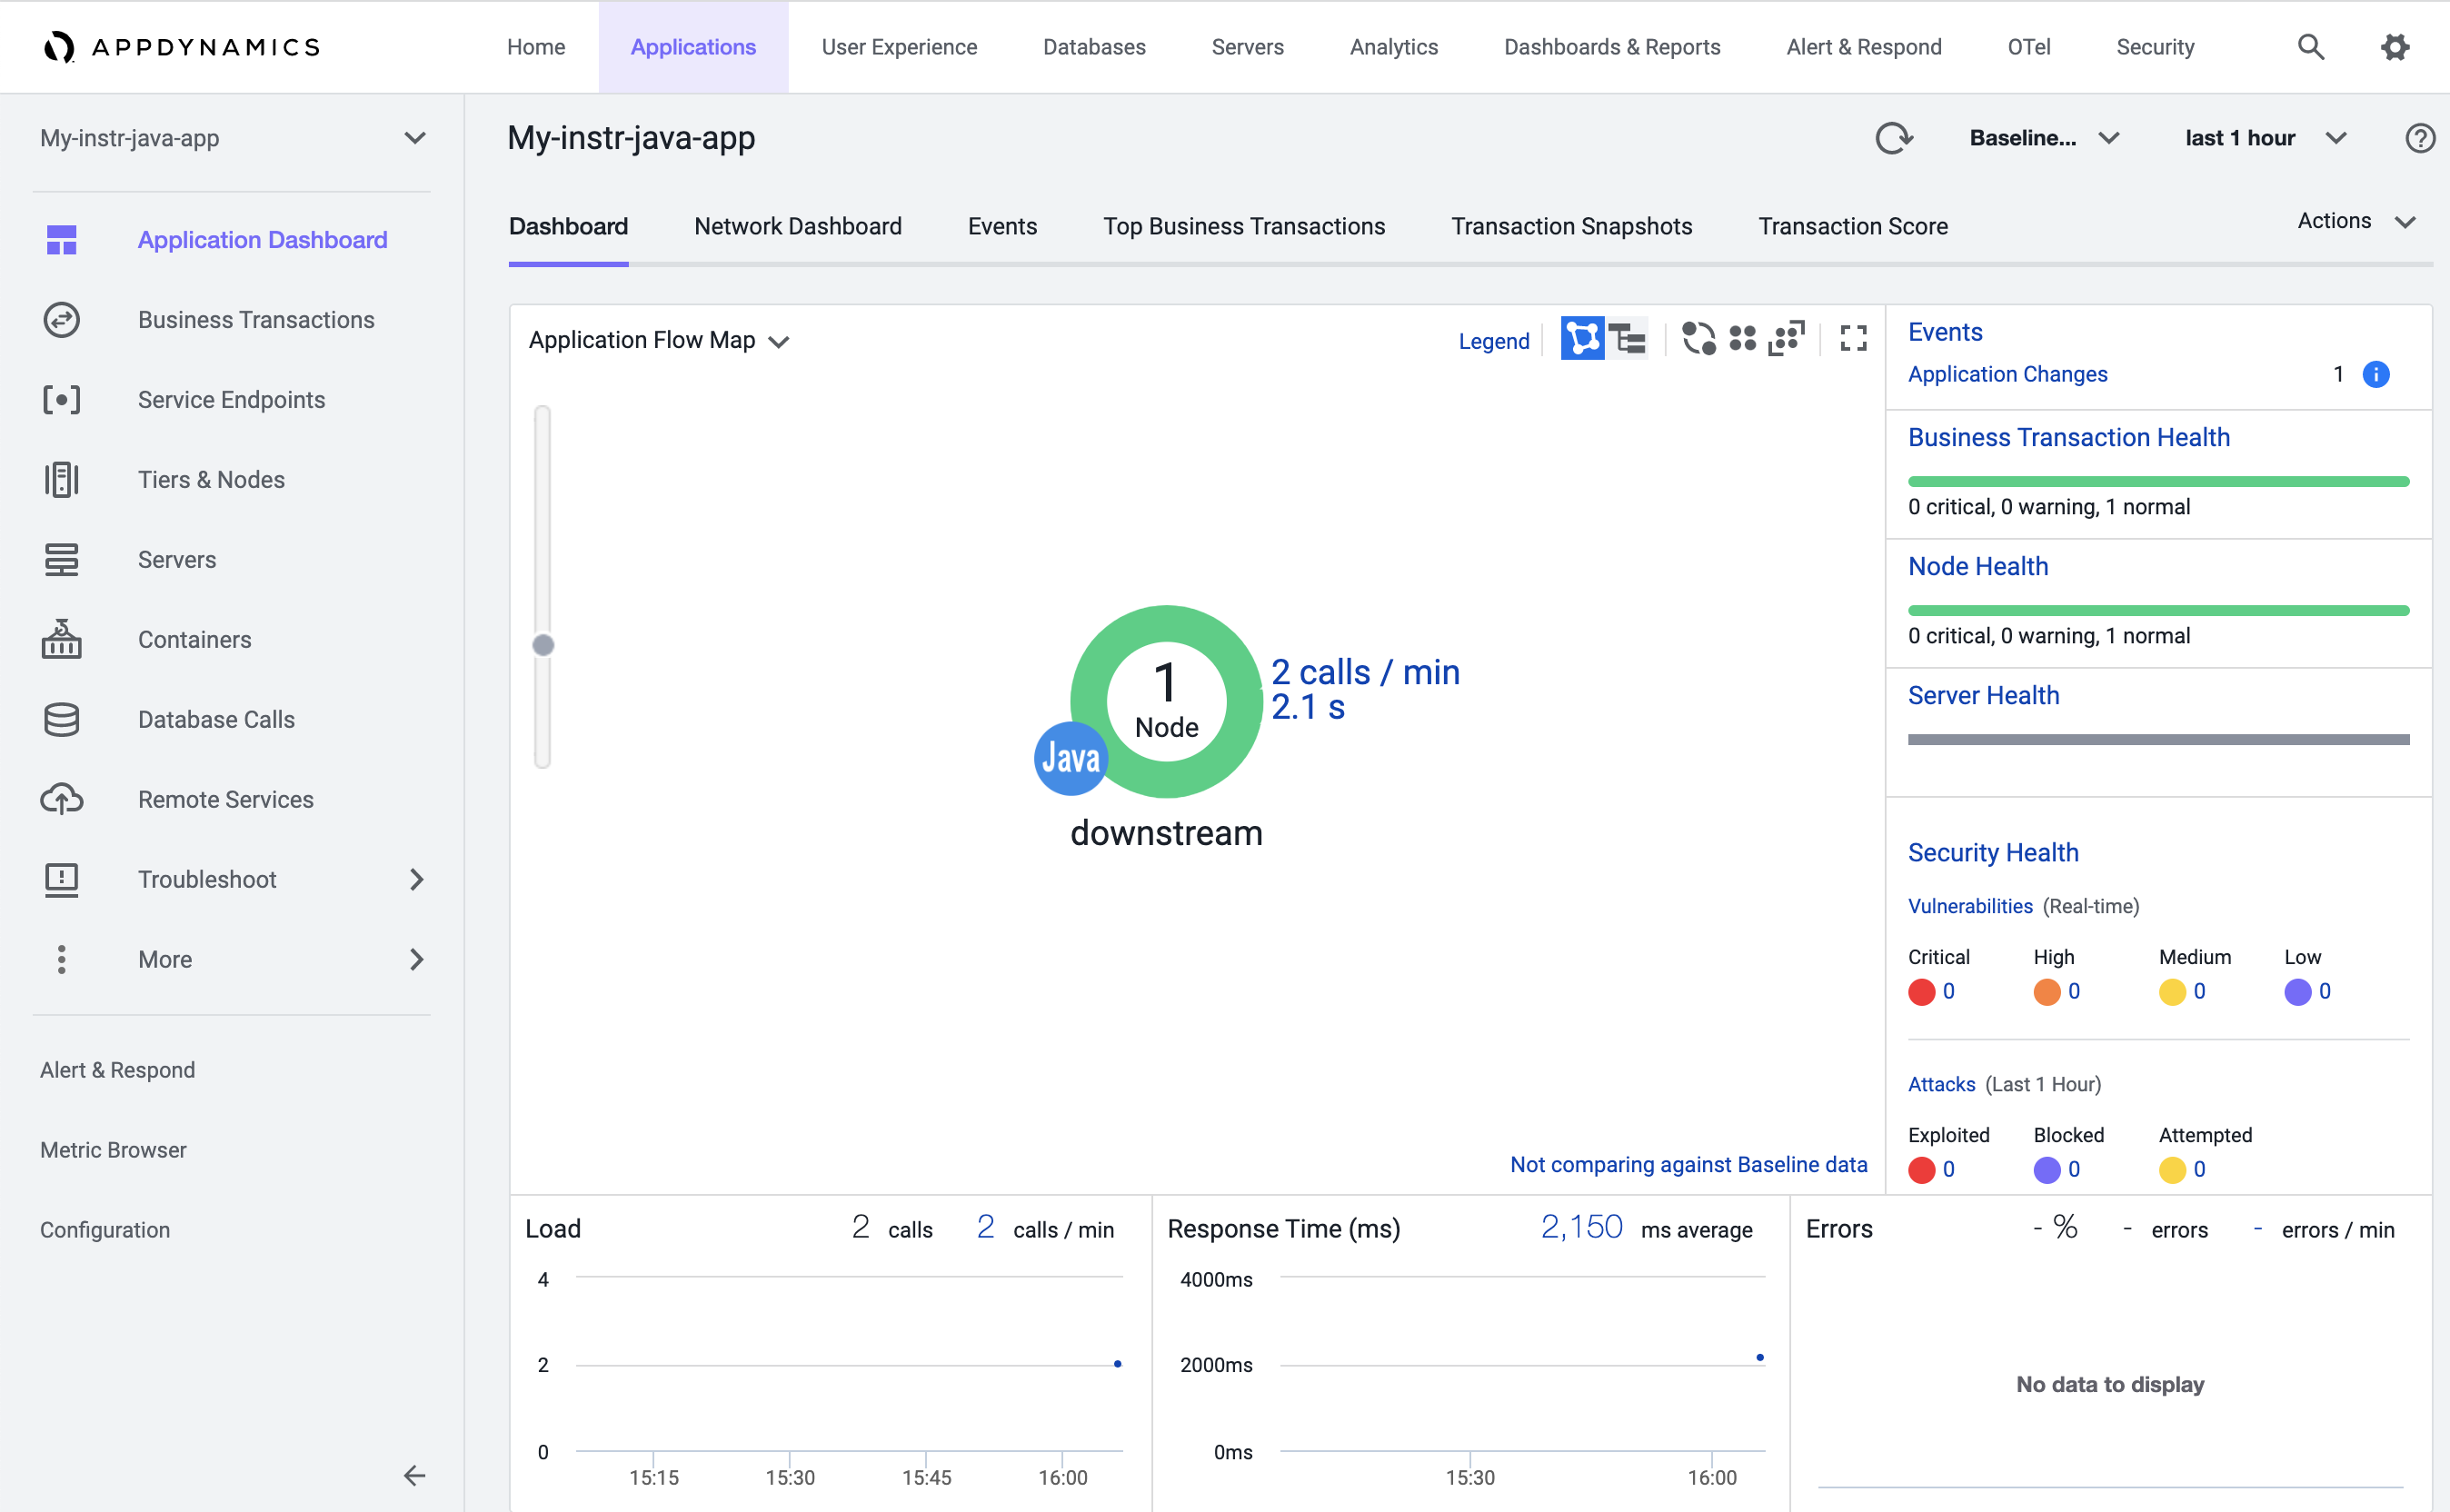 APPDYNAMICS
Home
Applications
User Experience
Databases
Servers
Analytics
Dashboards & Reports
Alert & Respond
OTel
Security
My-instr-java-app
Application Dashboard
Business Transactions
Service Endpoints
Tiers & Nodes
Servers
Containers
Database Calls
Remote Services
Troubleshoot
More
Alert & Respond
Metric Browser
Configuration
My-instr-java-app
Baseline...
last 1 hour
Dashboard
Network Dashboard
Events
Top Business Transactions
Transaction Snapshots
Transaction Score
Actions
Application Flow Map
Legend
1
Node
Java
2 calls / min
2.1 s
downstream
Not comparing against Baseline data
Events
Application Changes 1
Business Transaction Health
0 critical, 0 warning, 1 normal
Node Health
0 critical, 0 warning, 1 normal
Server Health
Security Health
Vulnerabilities (Real-time)
Critical High Medium Low
0 0 0 0
Attacks (Last 1 Hour)
Exploited Blocked Attempted
0 0 0
Load 2 calls 2 calls / min
4
2
0
15:15 15:30 15:45 16:00
Response Time (ms) 2,150 ms average
4000ms
2000ms
0ms
15:30 16:00
Errors - % - errors - errors / min
No data to display